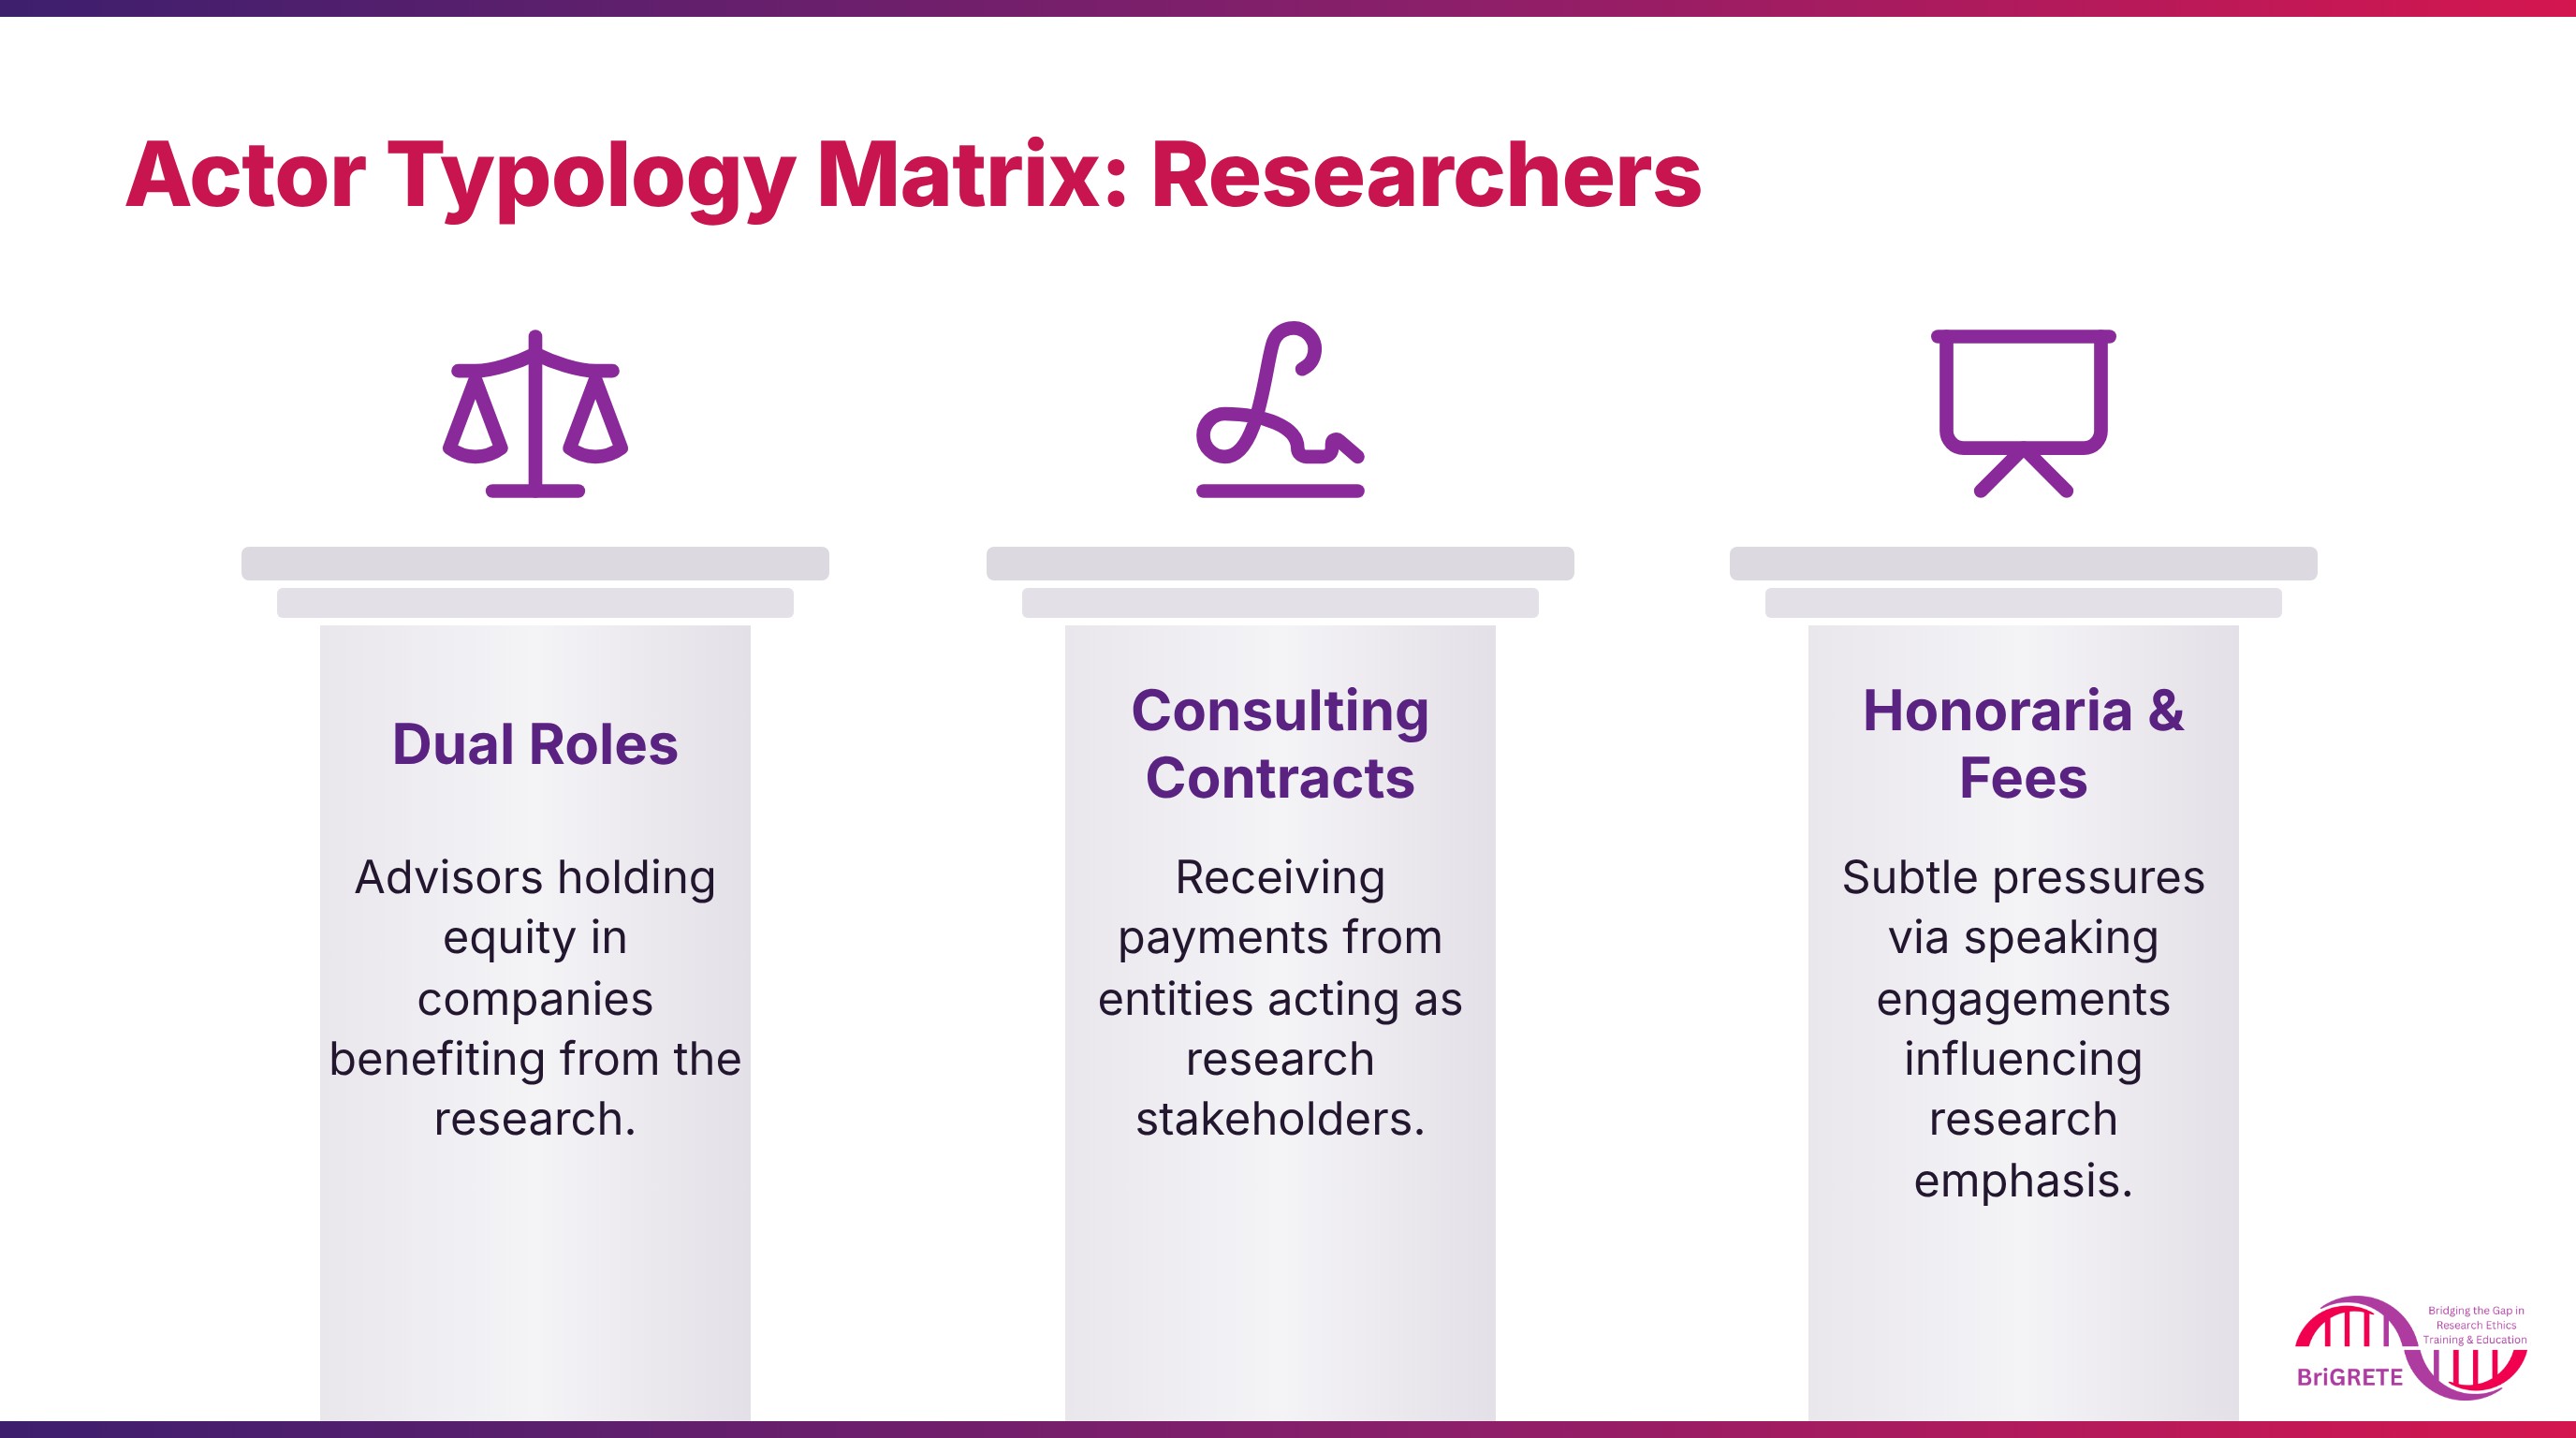 Actor Typology Matrix: Researchers
Dual Roles
Advisors holding
equity in
companies
benefiting from the
research.
Consulting
Contracts
Receiving
payments from
entities acting as
research
stakeholders.
Honoraria &
Fees
Subtle pressures
via speaking
engagements
influencing
research
emphasis.
Bridging the Gap in
Research Ethics
Training & Education
BriGRETE